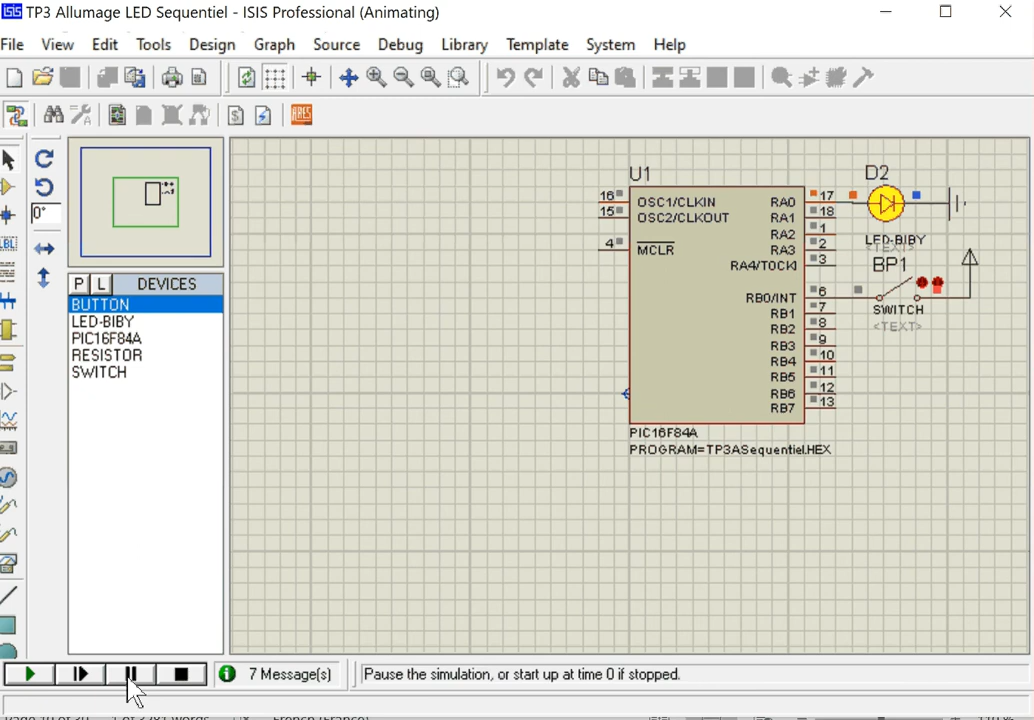 ISIS TP3 Allumage LED Sequentiel - ISIS Professional (Animating)
File View Edit Tools Design Graph Source Debug Library Template System Help
ARES
0°
LBL
P L DEVICES
BUTTON
LED-BIBY
PIC16F84A
RESISTOR
SWITCH
U1
16 OSC1/CLKIN
15 OSC2/CLKOUT
4 MCLR
RA0 17
RA1 18
RA2 1
RA3 2
RA4/T0CKI 3
RB0/INT 6
RB1 7
RB2 8
RB3 9
RB4 10
RB5 11
RB6 12
RB7 13
PIC16F84A
PROGRAM=TP3ASequentiel.HEX
D2
LED-BIBY
<TEXT>
BP1
SWITCH
<TEXT>
7 Message(s)
Pause the simulation, or start up at time 0 if stopped.